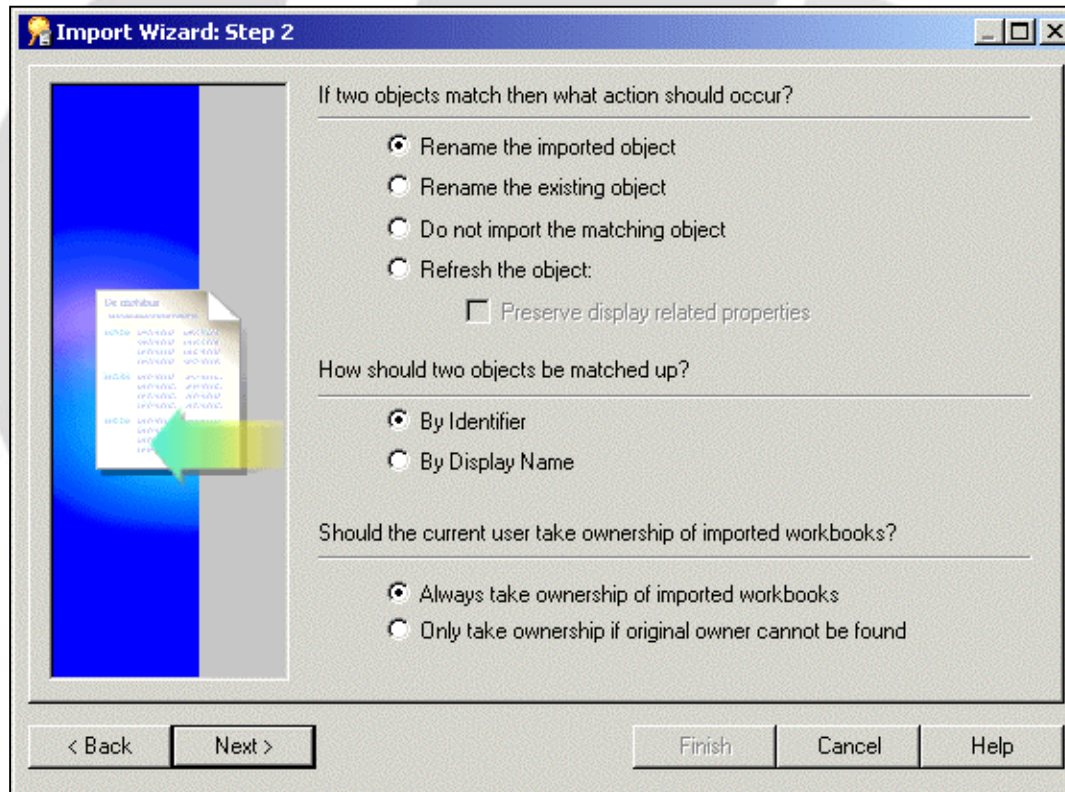 Import Wizard: Step 2
If two objects match then what action should occur?
Rename the imported object
Rename the existing object
Do not import the matching object
Refresh the object:
Preserve display related properties
How should two objects be matched up?
By Identifier
By Display Name
Should the current user take ownership of imported workbooks?
Always take ownership of imported workbooks
Only take ownership if original owner cannot be found
< Back
Next >
Finish
Cancel
Help